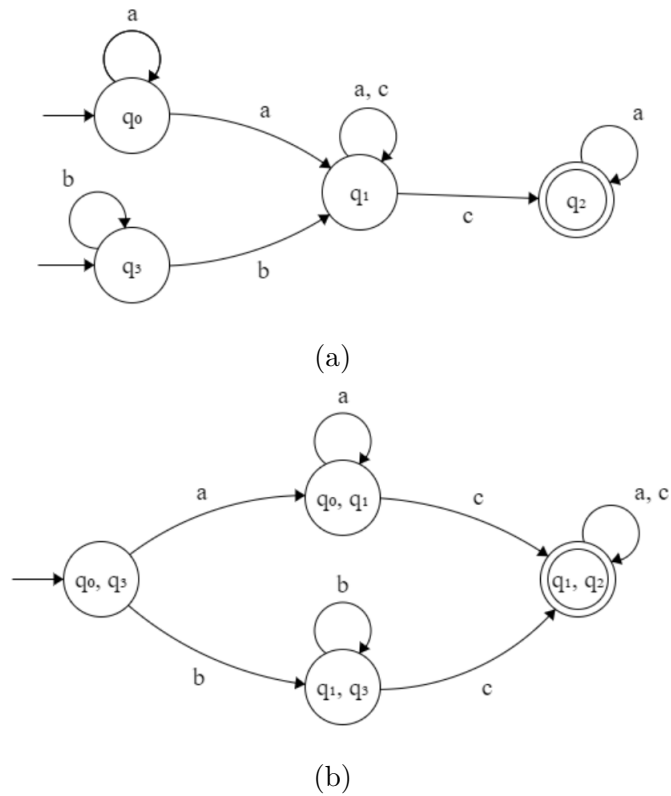 a
q₀
a
a, c
q₁
a
q₂
c
b
q₃
b
(a)
a
q₀, q₁
a
c
a, c
q₀, q₃
q₁, q₂
b
b
q₁, q₃
c
(b)